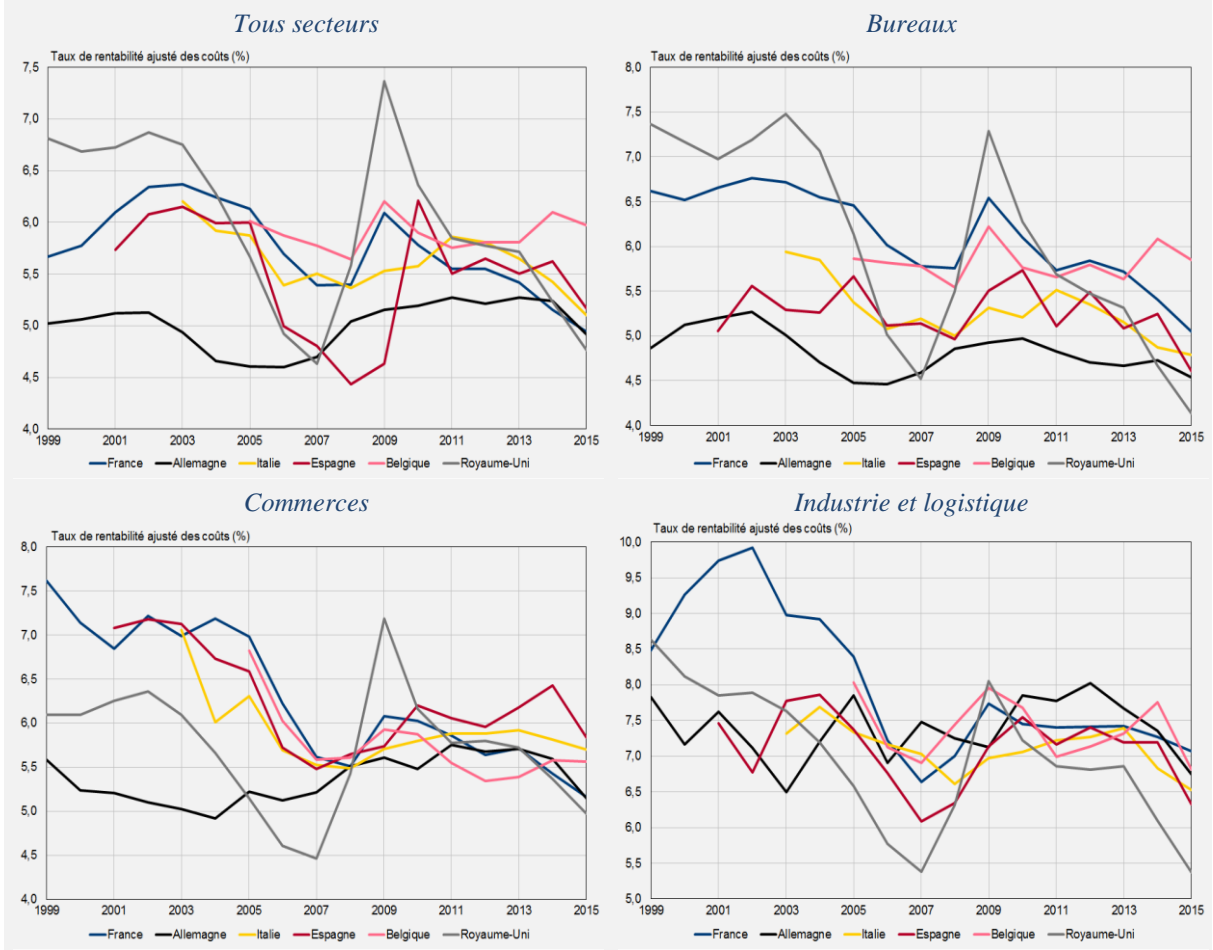 Tous secteurs
Taux de rentabilité ajusté des coûts (%)
7,5
7,0
6,5
6,0
5,5
5,0
4,5
4,0
1999 2001 2003 2005 2007 2009 2011 2013 2015
France Allemagne Italie Espagne Belgique Royaume-Uni
Bureaux
Taux de rentabilité ajusté des coûts (%)
8,0
7,5
7,0
6,5
6,0
5,5
5,0
4,5
4,0
1999 2001 2003 2005 2007 2009 2011 2013 2015
France Allemagne Italie Espagne Belgique Royaume-Uni
Commerces
Taux de rentabilité ajusté des coûts (%)
8,0
7,5
7,0
6,5
6,0
5,5
5,0
4,5
4,0
1999 2001 2003 2005 2007 2009 2011 2013 2015
France Allemagne Italie Espagne Belgique Royaume-Uni
Industrie et logistique
Taux de rentabilité ajusté des coûts (%)
10,0
9,5
9,0
8,5
8,0
7,5
7,0
6,5
6,0
5,5
5,0
1999 2001 2003 2005 2007 2009 2011 2013 2015
France Allemagne Italie Espagne Belgique Royaume-Uni